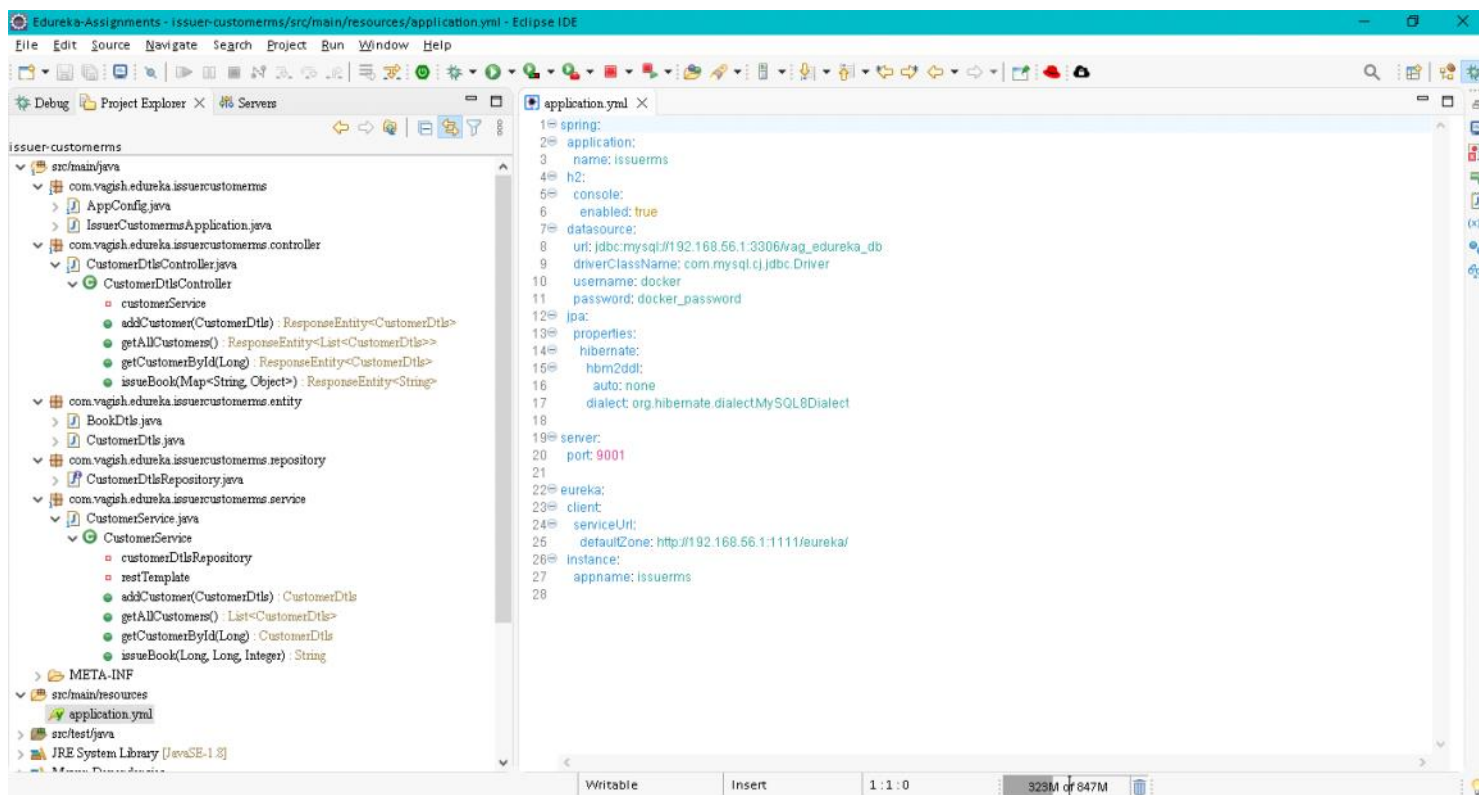 Edureka-Assignments - issuer-customerms/src/main/resources/application.yml - Eclipse IDE
File Edit Source Navigate Search Project Run Window Help
Debug Project Explorer Servers
issuer-customerms
src/main/java
com.vagish.edureka.issuercustomerms
AppConfig.java
IssuerCustomermsApplication.java
com.vagish.edureka.issuercustomerms.controller
CustomerDtlsController.java
CustomerDtlsController
customerService
addCustomer(CustomerDtls) : ResponseEntity<CustomerDtls>
getAllCustomers() : ResponseEntity<List<CustomerDtls>>
getCustomerById(Long) : ResponseEntity<CustomerDtls>
issueBook(Map<String, Object>) : ResponseEntity<String>
com.vagish.edureka.issuercustomerms.entity
BookDtls.java
CustomerDtls.java
com.vagish.edureka.issuercustomerms.repository
CustomerDtlsRepository.java
com.vagish.edureka.issuercustomerms.service
CustomerService.java
CustomerService
customerDtlsRepository
restTemplate
addCustomer(CustomerDtls) : CustomerDtls
getAllCustomers() : List<CustomerDtls>
getCustomerById(Long) : CustomerDtls
issueBook(Long, Long, Integer) : String
META-INF
src/main/resources
application.yml
src/test/java
JRE System Library [JavaSE-1.8]
application.yml
1 spring:
2 application:
3 name: issuerms
4 h2:
5 console:
6 enabled: true
7 datasource:
8 url: jdbc:mysql://192.168.56.1:3306/vag_edureka_db
9 driverClassName: com.mysql.cj.jdbc.Driver
10 username: docker
11 password: docker_password
12 jpa:
13 properties:
14 hibernate:
15 hbm2ddl:
16 auto: none
17 dialect: org.hibernate.dialect.MySQL8Dialect
18
19 server:
20 port: 9001
21
22 eureka:
23 client:
24 serviceUrl:
25 defaultZone: http://192.168.56.1:1111/eureka/
26 instance:
27 appname: issuerms
28
Writable Insert 1:1:0 323M of 847M